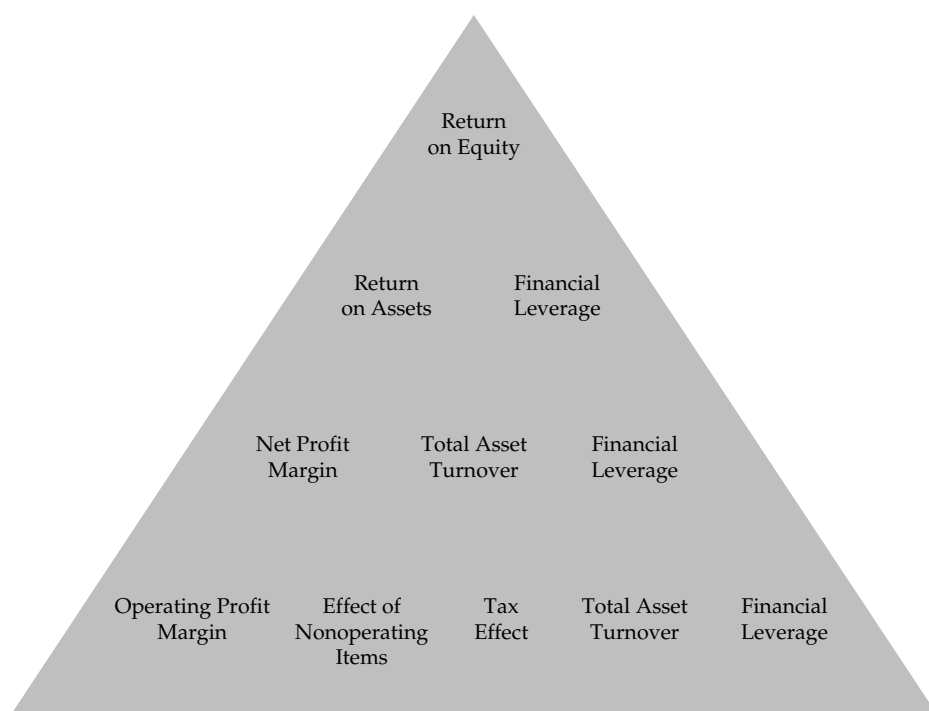 Return
on Equity
Return
on Assets
Financial
Leverage
Net Profit
Margin
Total Asset
Turnover
Financial
Leverage
Operating Profit
Margin
Effect of
Nonoperating
Items
Tax
Effect
Total Asset
Turnover
Financial
Leverage